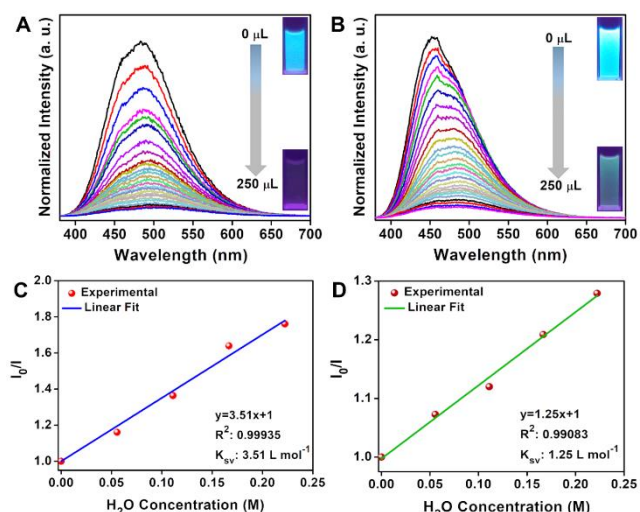 A
0 μL
250 μL
Normalized Intensity (a. u.)
400 450 500 550 600 650 700
Wavelength (nm)
B
0 μL
250 μL
Normalized Intensity (a. u.)
400 450 500 550 600 650 700
Wavelength (nm)
C
Experimental
Linear Fit
I₀/I
1.8
1.6
1.4
1.2
1.0
y=3.51x+1
R²: 0.99935
Kₛᵥ: 3.51 L mol⁻¹
0.00 0.05 0.10 0.15 0.20 0.25
H₂O Concentration (M)
D
Experimental
Linear Fit
I₀/I
1.3
1.2
1.1
1.0
y=1.25x+1
R²: 0.99083
Kₛᵥ: 1.25 L mol⁻¹
0.00 0.05 0.10 0.15 0.20 0.25
H₂O Concentration (M)